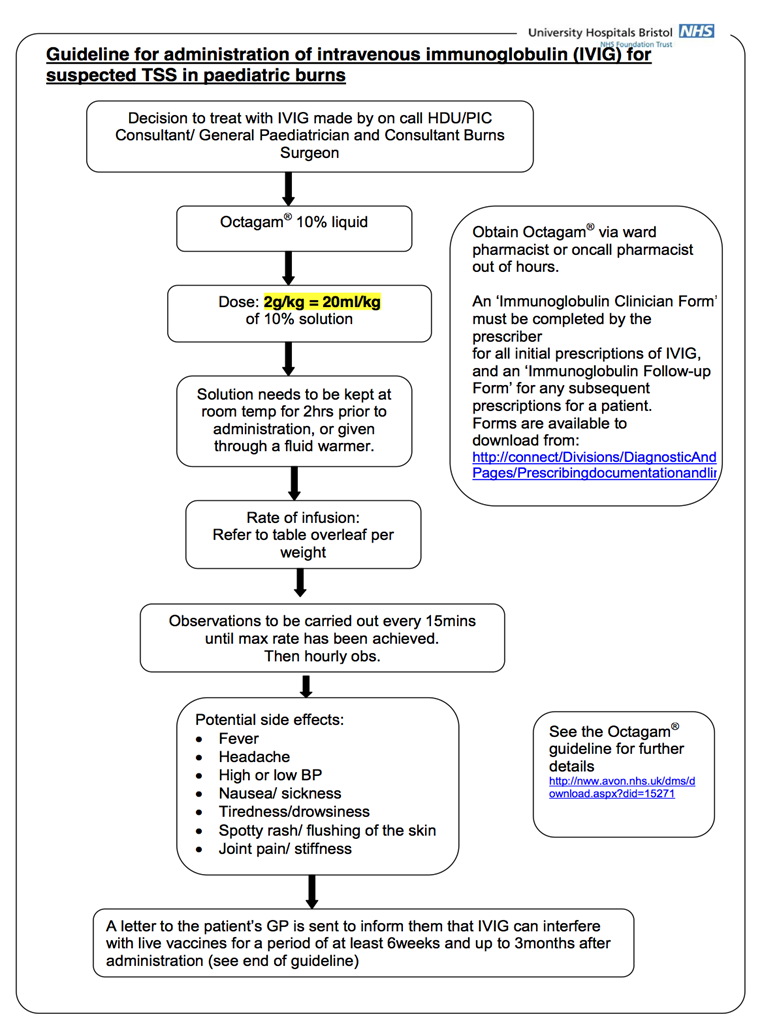 University Hospitals Bristol NHS
NHS Foundation Trust
Guideline for administration of intravenous immunoglobulin (IVIG) for
suspected TSS in paediatric burns
Decision to treat with IVIG made by on call HDU/PIC
Consultant/ General Paediatrician and Consultant Burns
Surgeon
Octagam® 10% liquid
Dose: 2g/kg = 20ml/kg
of 10% solution
Solution needs to be kept at
room temp for 2hrs prior to
administration, or given
through a fluid warmer.
Rate of infusion:
Refer to table overleaf per
weight
Observations to be carried out every 15mins
until max rate has been achieved.
Then hourly obs.
Potential side effects:
• Fever
• Headache
• High or low BP
• Nausea/ sickness
• Tiredness/drowsiness
• Spotty rash/ flushing of the skin
• Joint pain/ stiffness
A letter to the patient's GP is sent to inform them that IVIG can interfere
with live vaccines for a period of at least 6weeks and up to 3months after
administration (see end of guideline)
Obtain Octagam® via ward
pharmacist or oncall pharmacist
out of hours.
An 'Immunoglobulin Clinician Form'
must be completed by the
prescriber
for all initial prescriptions of IVIG,
and an 'Immunoglobulin Follow-up
Form' for any subsequent
prescriptions for a patient.
Forms are available to
download from:
http://connect/Divisions/DiagnosticAnd
Pages/Prescribingdocumentationandlin
See the Octagam®
guideline for further
details
http://nww.avon.nhs.uk/dms/d
ownload.aspx?did=15271